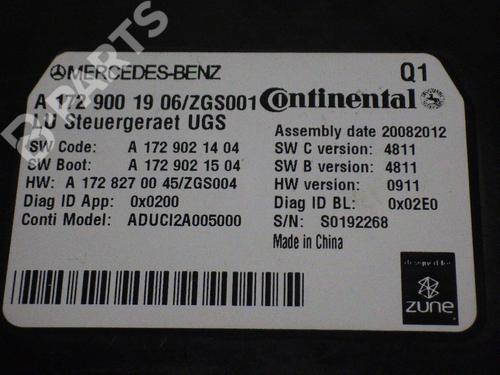 MERCEDES-BENZ
Q1
A 172 900 19 06/ZGS001
Continental
LU Steuergeraet UGS
Assembly date 20082012
SW Code: A 172 902 14 04
SW C version: 4811
SW Boot: A 172 902 15 04
SW B version: 4811
HW: A 172 827 00 45/ZGS004
HW version: 0911
Diag ID App: 0x0200
Diag ID BL: 0x02E0
Conti Model: ADUCI2A005000
S/N: S0192268
Made in China
designed for
zune
B PARTS